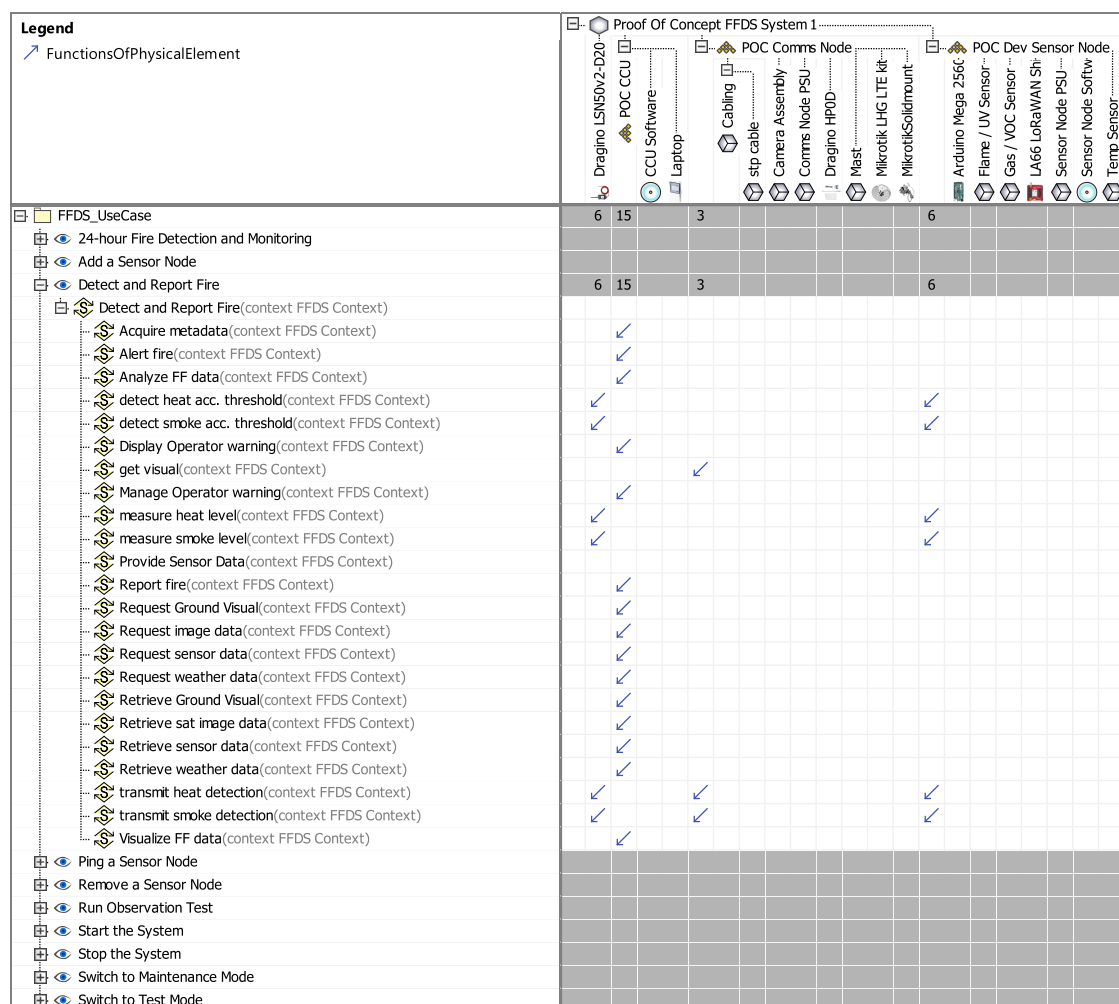 Legend
FunctionsOfPhysicalElement
Proof Of Concept FFDS System 1
POC Comms Node
POC Dev Sensor Node
Dragino LSN50v2-D20
POC CCU
CCU Software
Laptop
Cabling
stp cable
Camera Assembly
Comms Node PSU
Dragino HP0D
Mast
Mikrotik LHG LTE kit
MikrotikSolidmount
Arduino Mega 256
Flame / UV Sensor
Gas / VOC Sensor
LA66 LoRaWAN Sh
Sensor Node PSU
Sensor Node Softw
Temp Sensor
FFDS_UseCase 6 15 3 6
24-hour Fire Detection and Monitoring
Add a Sensor Node
Detect and Report Fire 6 15 3 6
Detect and Report Fire(context FFDS Context)
Acquire metadata(context FFDS Context)
Alert fire(context FFDS Context)
Analyze FF data(context FFDS Context)
detect heat acc. threshold(context FFDS Context)
detect smoke acc. threshold(context FFDS Context)
Display Operator warning(context FFDS Context)
get visual(context FFDS Context)
Manage Operator warning(context FFDS Context)
measure heat level(context FFDS Context)
measure smoke level(context FFDS Context)
Provide Sensor Data(context FFDS Context)
Report fire(context FFDS Context)
Request Ground Visual(context FFDS Context)
Request image data(context FFDS Context)
Request sensor data(context FFDS Context)
Request weather data(context FFDS Context)
Retrieve Ground Visual(context FFDS Context)
Retrieve sat image data(context FFDS Context)
Retrieve sensor data(context FFDS Context)
Retrieve weather data(context FFDS Context)
transmit heat detection(context FFDS Context)
transmit smoke detection(context FFDS Context)
Visualize FF data(context FFDS Context)
Ping a Sensor Node
Remove a Sensor Node
Run Observation Test
Start the System
Stop the System
Switch to Maintenance Mode
Switch to Test Mode